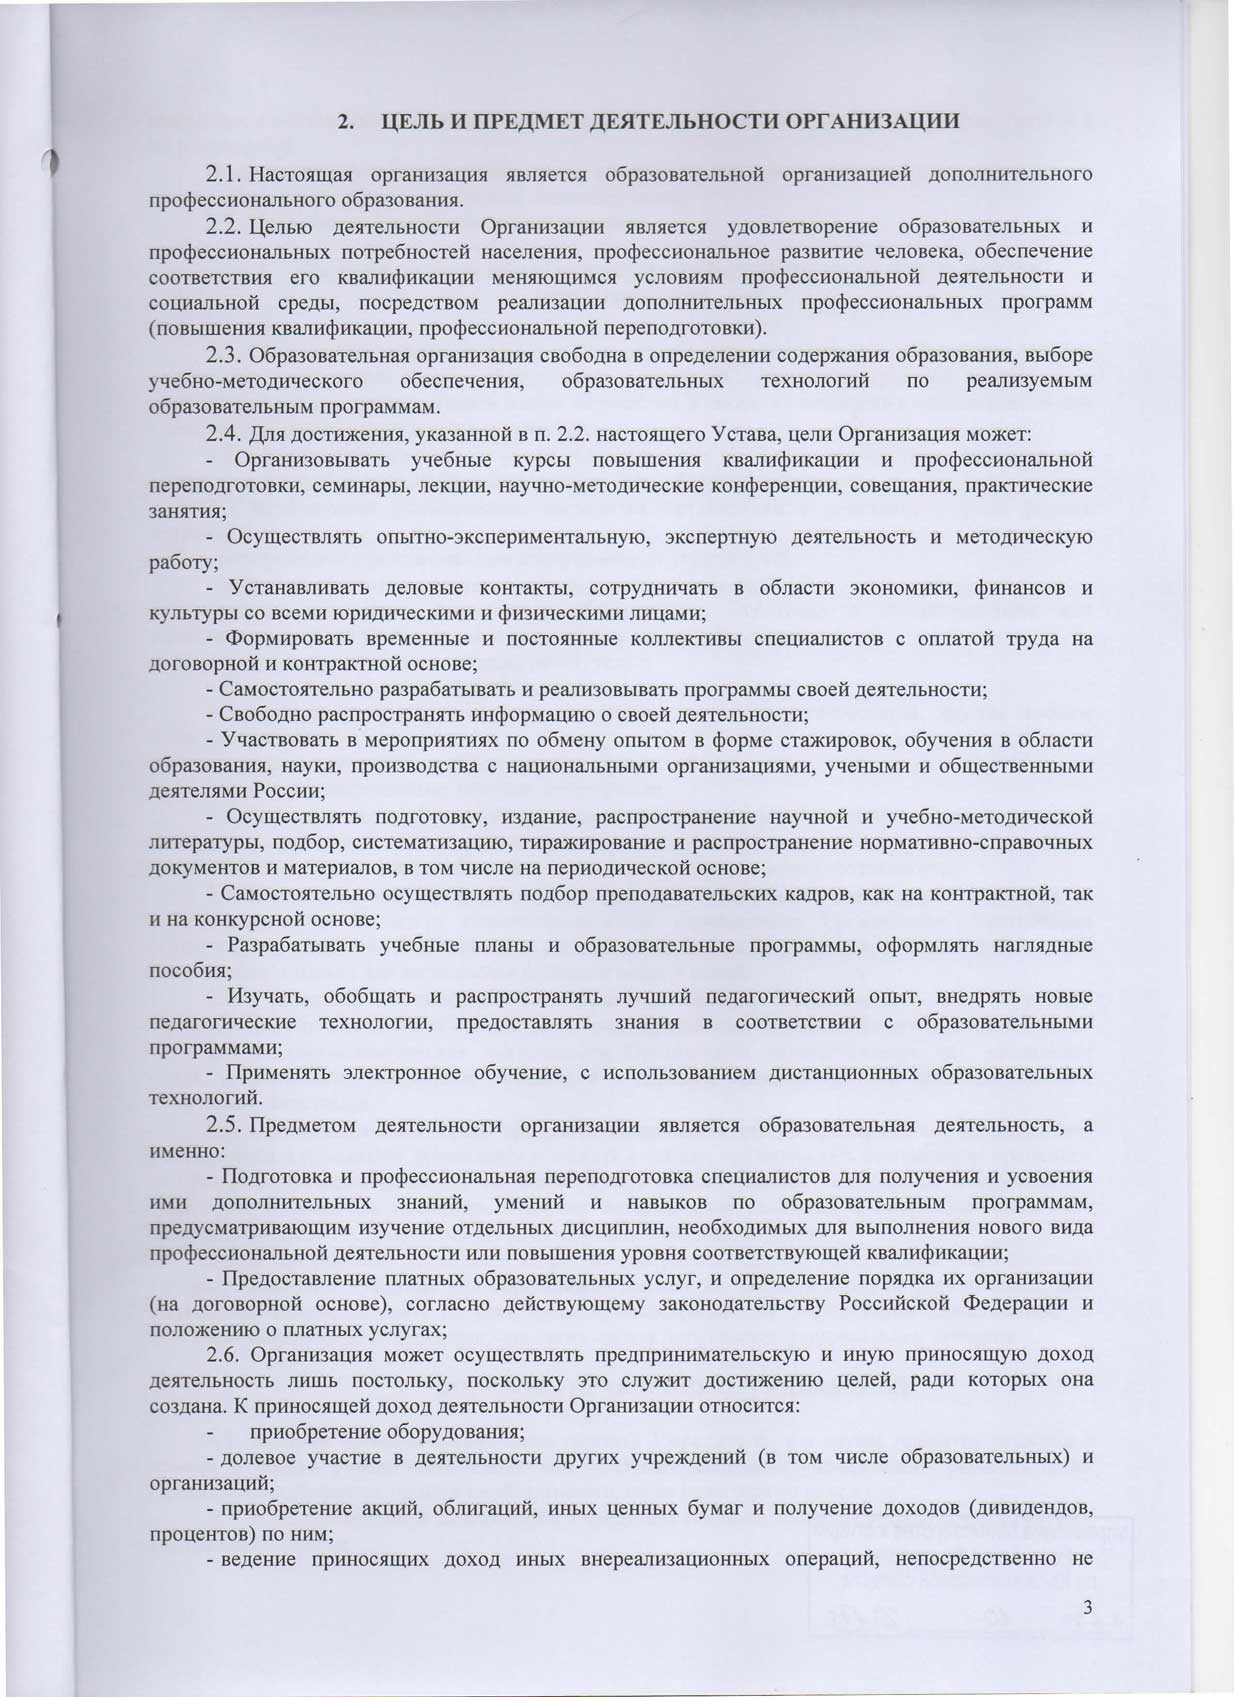 2. ЦЕЛЬ И ПРЕДМЕТ ДЕЯТЕЛЬНОСТИ ОРГАНИЗАЦИИ
2.1. Настоящая организация является образовательной организацией дополнительного
профессионального образования.
2.2. Целью деятельности Организации является удовлетворение образовательных и
профессиональных потребностей населения, профессиональное развитие человека, обеспечение
соответствия его квалификации меняющимся условиям профессиональной деятельности и
социальной среды, посредством реализации дополнительных профессиональных программ
(повышения квалификации, профессиональной переподготовки).
2.3. Образовательная организация свободна в определении содержания образования, выборе
учебно-методического обеспечения, образовательных технологий по реализуемым
образовательным программам.
2.4. Для достижения, указанной в п. 2.2. настоящего Устава, цели Организация может:
- Организовывать учебные курсы повышения квалификации и профессиональной
переподготовки, семинары, лекции, научно-методические конференции, совещания, практические
занятия;
- Осуществлять опытно-экспериментальную, экспертную деятельность и методическую
работу;
- Устанавливать деловые контакты, сотрудничать в области экономики, финансов и
культуры со всеми юридическими и физическими лицами;
- Формировать временные и постоянные коллективы специалистов с оплатой труда на
договорной и контрактной основе;
- Самостоятельно разрабатывать и реализовывать программы своей деятельности;
- Свободно распространять информацию о своей деятельности;
- Участвовать в мероприятиях по обмену опытом в форме стажировок, обучения в области
образования, науки, производства с национальными организациями, учеными и общественными
деятелями России;
- Осуществлять подготовку, издание, распространение научной и учебно-методической
литературы, подбор, систематизацию, тиражирование и распространение нормативно-справочных
документов и материалов, в том числе на периодической основе;
- Самостоятельно осуществлять подбор преподавательских кадров, как на контрактной, так
и на конкурсной основе;
- Разрабатывать учебные планы и образовательные программы, оформлять наглядные
пособия;
- Изучать, обобщать и распространять лучший педагогический опыт, внедрять новые
педагогические технологии, предоставлять знания в соответствии с образовательными
программами;
- Применять электронное обучение, с использованием дистанционных образовательных
технологий.
2.5. Предметом деятельности организации является образовательная деятельность, а
именно:
- Подготовка и профессиональная переподготовка специалистов для получения и усвоения
ими дополнительных знаний, умений и навыков по образовательным программам,
предусматривающим изучение отдельных дисциплин, необходимых для выполнения нового вида
профессиональной деятельности или повышения уровня соответствующей квалификации;
- Предоставление платных образовательных услуг, и определение порядка их организации
(на договорной основе), согласно действующему законодательству Российской Федерации и
положению о платных услугах;
2.6. Организация может осуществлять предпринимательскую и иную приносящую доход
деятельность лишь постольку, поскольку это служит достижению целей, ради которых она
создана. К приносящей доход деятельности Организации относится:
- приобретение оборудования;
- долевое участие в деятельности других учреждений (в том числе образовательных) и
организаций;
- приобретение акций, облигаций, иных ценных бумаг и получение доходов (дивидендов,
процентов) по ним;
- ведение приносящих доход иных внереализационных операций, непосредственно не
3